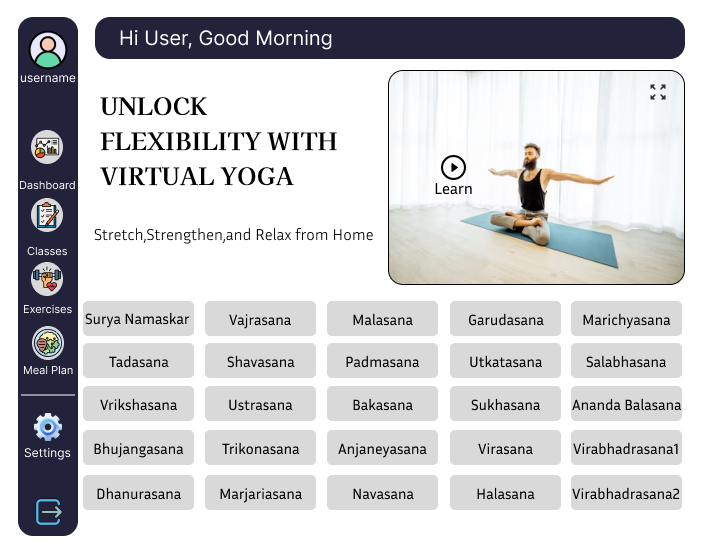 Hi User, Good Morning
username
Dashboard
Classes
Exercises
Meal Plan
Settings
UNLOCK
FLEXIBILITY WITH
VIRTUAL YOGA
Stretch,Strengthen,and Relax from Home
Learn
Surya Namaskar Vajrasana Malasana Garudasana Marichyasana
Tadasana Shavasana Padmasana Utkatasana Salabhasana
Vrikshasana Ustrasana Bakasana Sukhasana Ananda Balasana
Bhujangasana Trikonasana Anjaneyasana Virasana Virabhadrasana1
Dhanurasana Marjariasana Navasana Halasana Virabhadrasana2